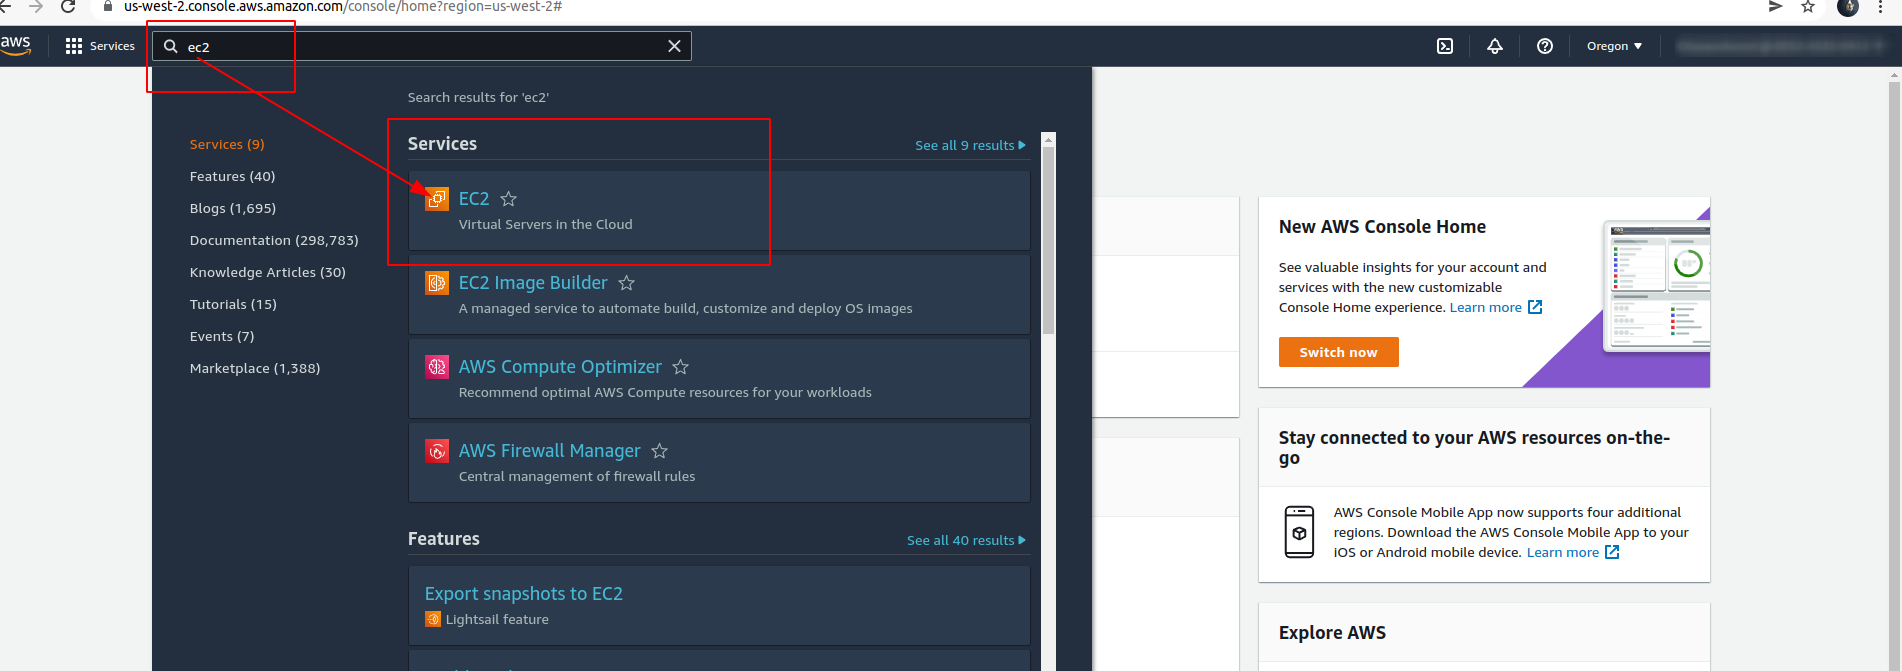 us-west-2.console.aws.amazon.com/console/home?region=us-west-2#
aws
Services
ec2
Oregon
Search results for 'ec2'
Services (9)
Features (40)
Blogs (1,695)
Documentation (298,783)
Knowledge Articles (30)
Tutorials (15)
Events (7)
Marketplace (1,388)
Services
See all 9 results
EC2
Virtual Servers in the Cloud
EC2 Image Builder
A managed service to automate build, customize and deploy OS images
AWS Compute Optimizer
Recommend optimal AWS Compute resources for your workloads
AWS Firewall Manager
Central management of firewall rules
Features
See all 40 results
Export snapshots to EC2
Lightsail feature
New AWS Console Home
See valuable insights for your account and
services with the new customizable
Console Home experience. Learn more
Switch now
Stay connected to your AWS resources on-the-
go
AWS Console Mobile App now supports four additional
regions. Download the AWS Console Mobile App to your
iOS or Android mobile device. Learn more
Explore AWS